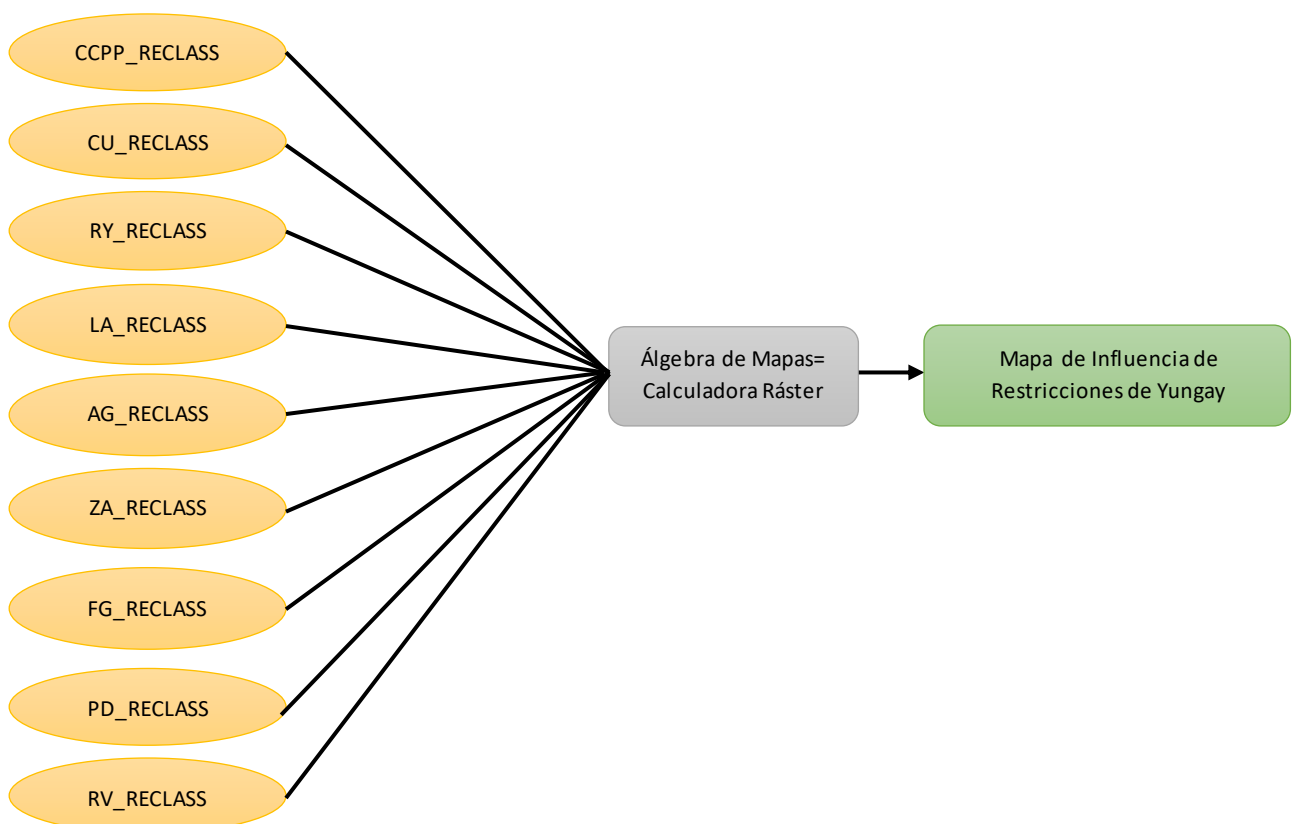 CCPP_RECLASS
CU_RECLASS
RY_RECLASS
LA_RECLASS
AG_RECLASS
ZA_RECLASS
FG_RECLASS
PD_RECLASS
RV_RECLASS
Álgebra de Mapas=
Calculadora Ráster
Mapa de Influencia de
Restricciones de Yungay